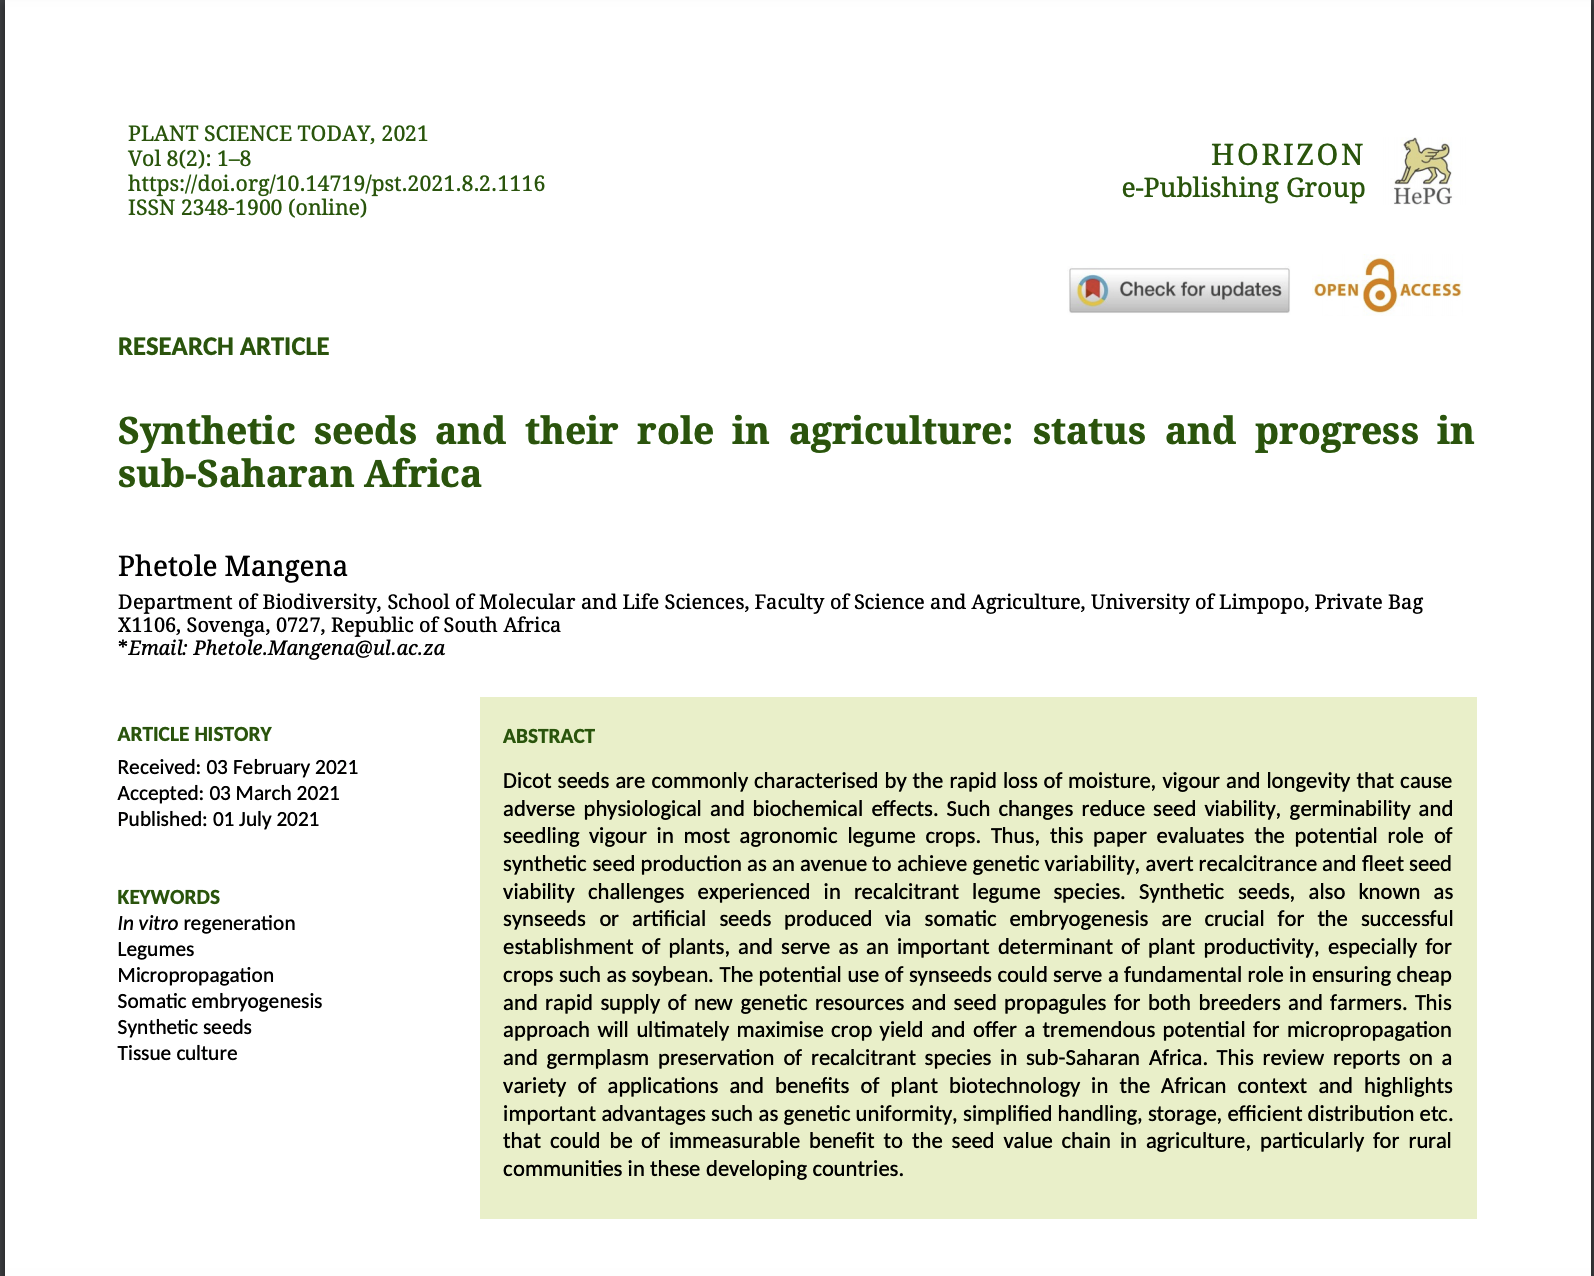 PLANT SCIENCE TODAY, 2021
Vol 8(2): 1–8
https://doi.org/10.14719/pst.2021.8.2.1116
ISSN 2348-1900 (online)
HORIZON
e-Publishing Group
HePG
Check for updates
OPEN ACCESS
RESEARCH ARTICLE
Synthetic seeds and their role in agriculture: status and progress in
sub-Saharan Africa
Phetole Mangena
Department of Biodiversity, School of Molecular and Life Sciences, Faculty of Science and Agriculture, University of Limpopo, Private Bag
X1106, Sovenga, 0727, Republic of South Africa
*Email: Phetole.Mangena@ul.ac.za
ARTICLE HISTORY
Received: 03 February 2021
Accepted: 03 March 2021
Published: 01 July 2021
KEYWORDS
In vitro regeneration
Legumes
Micropropagation
Somatic embryogenesis
Synthetic seeds
Tissue culture
ABSTRACT
Dicot seeds are commonly characterised by the rapid loss of moisture, vigour and longevity that cause
adverse physiological and biochemical effects. Such changes reduce seed viability, germinability and
seedling vigour in most agronomic legume crops. Thus, this paper evaluates the potential role of
synthetic seed production as an avenue to achieve genetic variability, avert recalcitrance and fleet seed
viability challenges experienced in recalcitrant legume species. Synthetic seeds, also known as
synseeds or artificial seeds produced via somatic embryogenesis are crucial for the successful
establishment of plants, and serve as an important determinant of plant productivity, especially for
crops such as soybean. The potential use of synseeds could serve a fundamental role in ensuring cheap
and rapid supply of new genetic resources and seed propagules for both breeders and farmers. This
approach will ultimately maximise crop yield and offer a tremendous potential for micropropagation
and germplasm preservation of recalcitrant species in sub-Saharan Africa. This review reports on a
variety of applications and benefits of plant biotechnology in the African context and highlights
important advantages such as genetic uniformity, simplified handling, storage, efficient distribution etc.
that could be of immeasurable benefit to the seed value chain in agriculture, particularly for rural
communities in these developing countries.